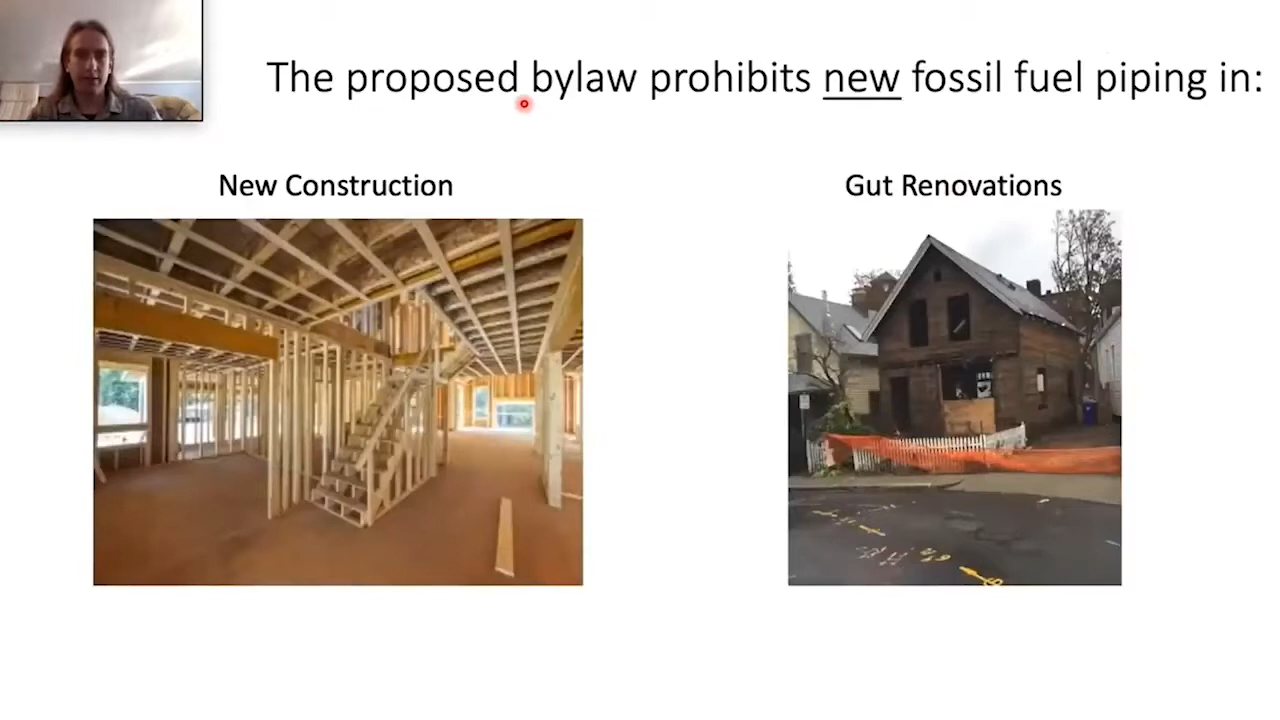 The proposed bylaw prohibits new fossil fuel piping in:
New Construction
Gut Renovations